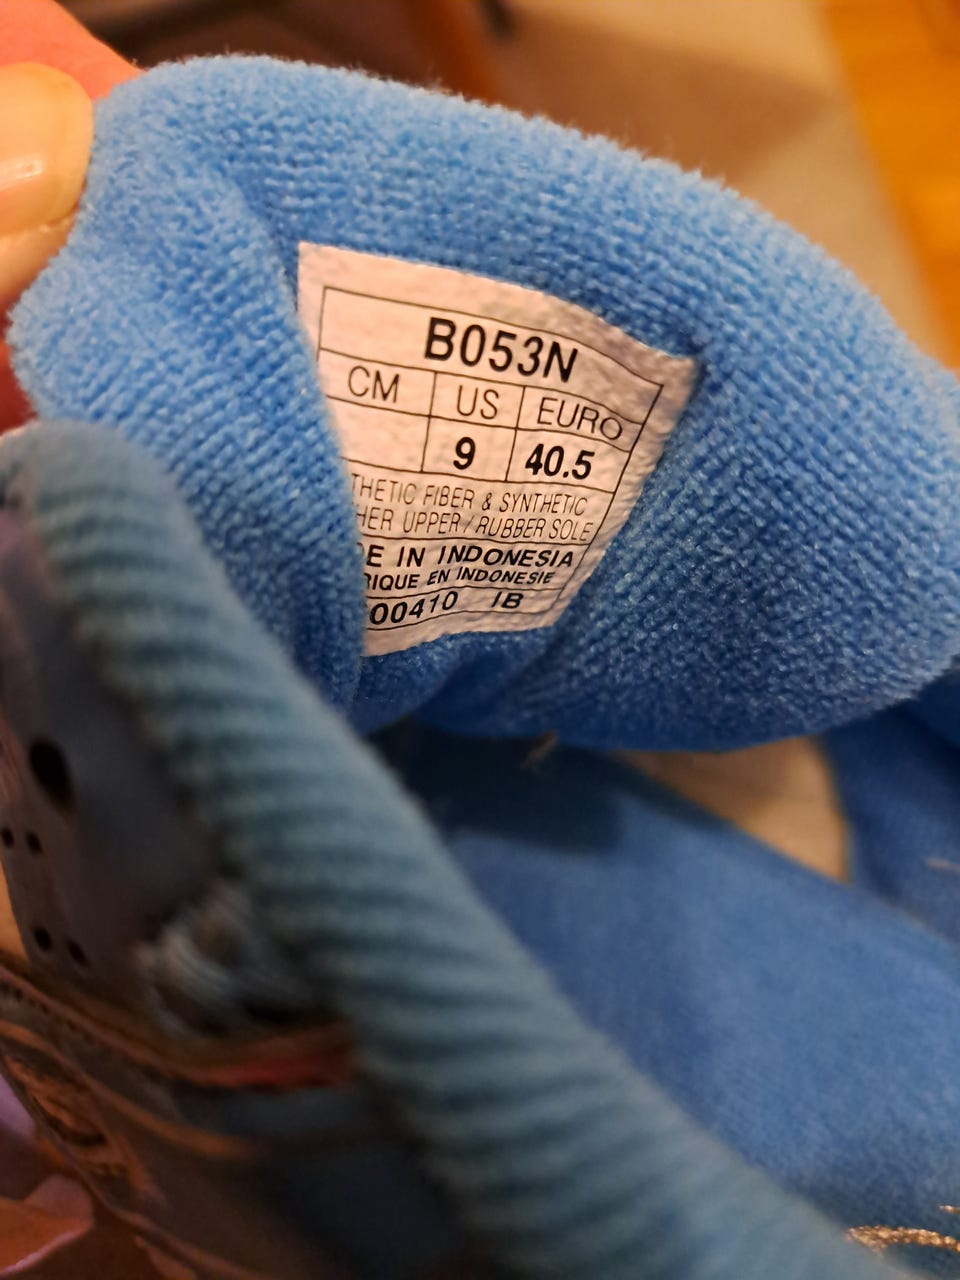 B053N
CM US EURO
9 40.5
THETIC FIBER & SYNTHETIC
HER UPPER/RUBBER SOLE
E IN INDONESIA
RIQUE EN INDONESIE
00410 IB